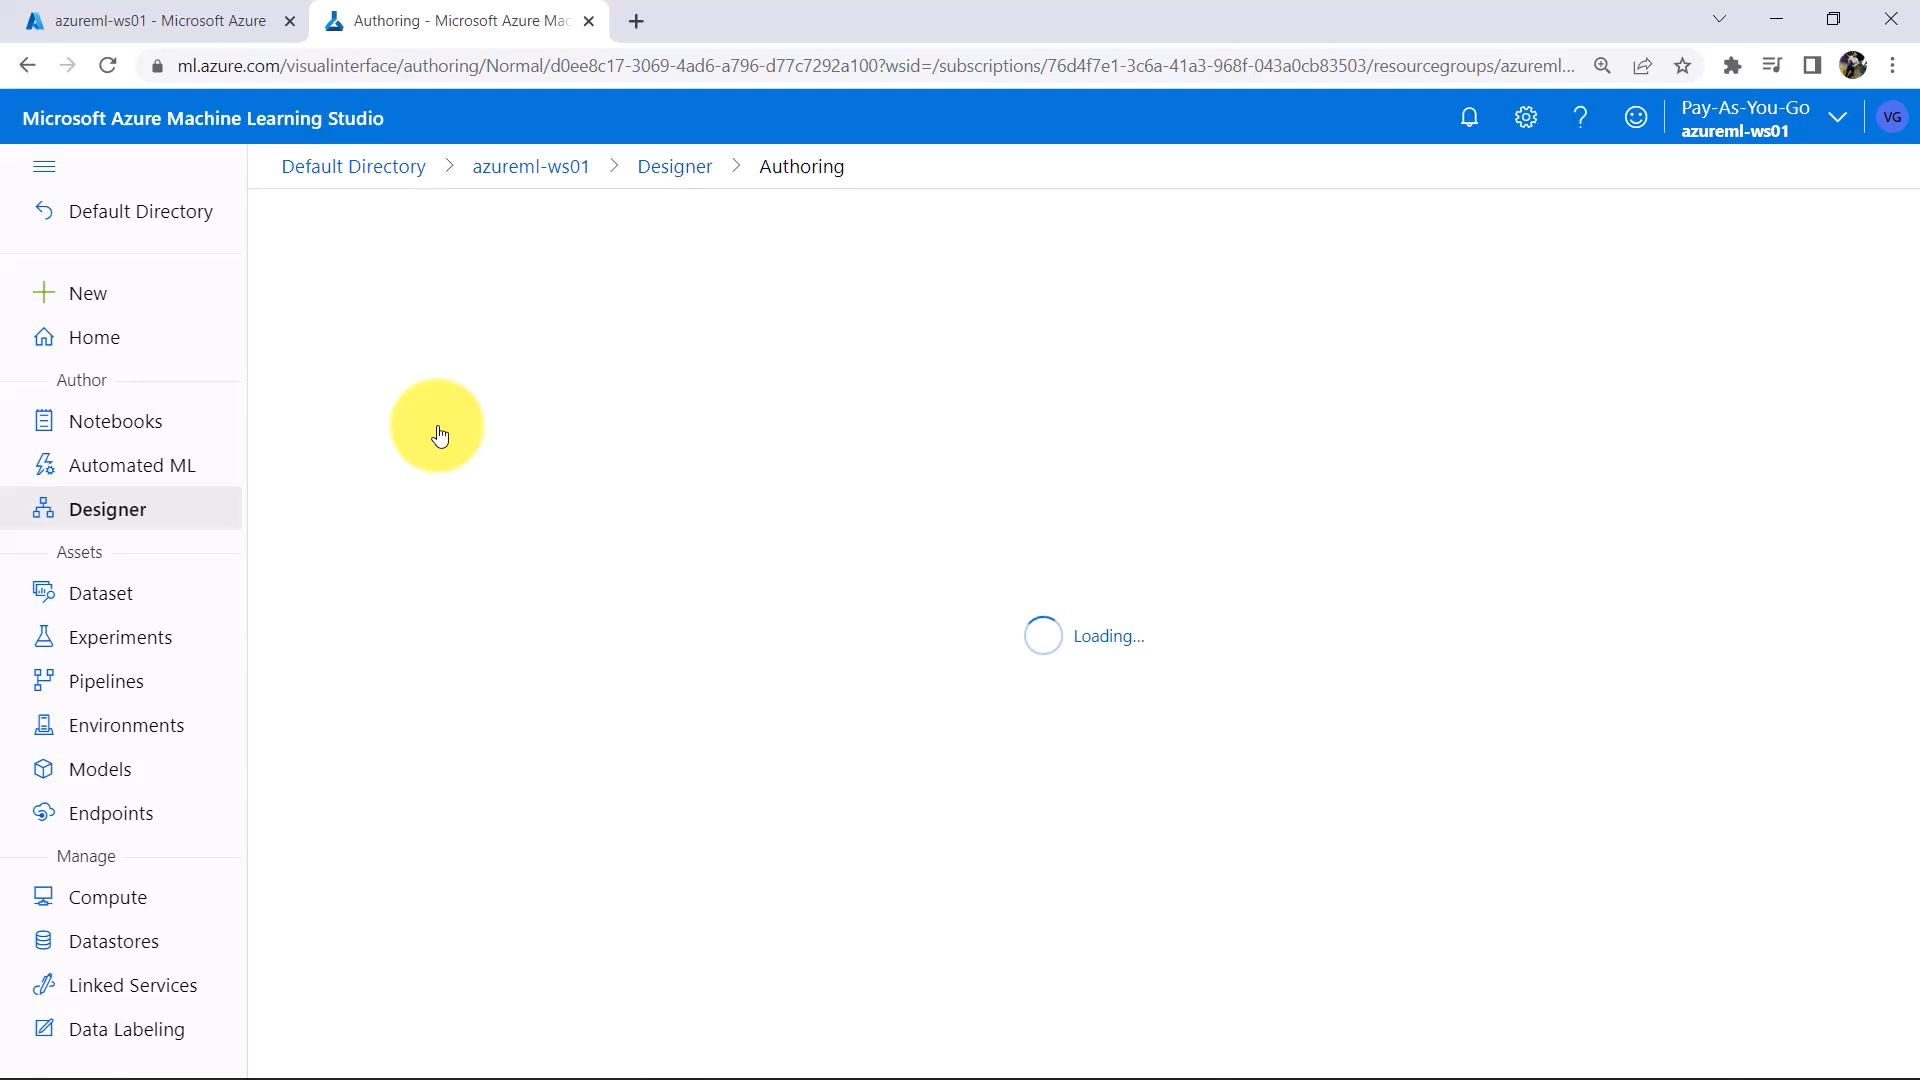 azureml-ws01 - Microsoft Azure
Authoring - Microsoft Azure Mac
ml.azure.com/visualinterface/authoring/Normal/d0ee8c17-3069-4ad6-a796-d77c7292a100?wsid=/subscriptions/76d4f7e1-3c6a-41a3-968f-043a0cb83503/resourcegroups/azureml...
Microsoft Azure Machine Learning Studio
Pay-As-You-Go
azureml-ws01
VG
Default Directory > azureml-ws01 > Designer > Authoring
Default Directory
New
Home
Author
Notebooks
Automated ML
Designer
Assets
Dataset
Experiments
Pipelines
Environments
Models
Endpoints
Manage
Compute
Datastores
Linked Services
Data Labeling
Loading...